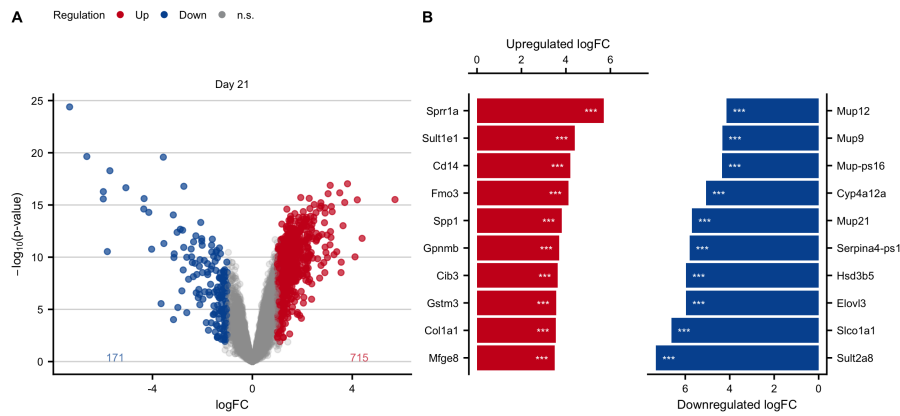 A
Regulation Up Down n.s.
Day 21
25
20
15
10
5
0
−log10(p-value)
171
715
-4 0 4
logFC
B
Upregulated logFC
0 2 4 6
Sprr1a ***
Sult1e1 ***
Cd14 ***
Fmo3 ***
Spp1 ***
Gpnmb ***
Cib3 ***
Gstm3 ***
Col1a1 ***
Mfge8 ***
*** Mup12
*** Mup9
*** Mup-ps16
*** Cyp4a12a
*** Mup21
*** Serpina4-ps1
*** Hsd3b5
*** Elovl3
*** Slco1a1
*** Sult2a8
6 4 2 0
Downregulated logFC